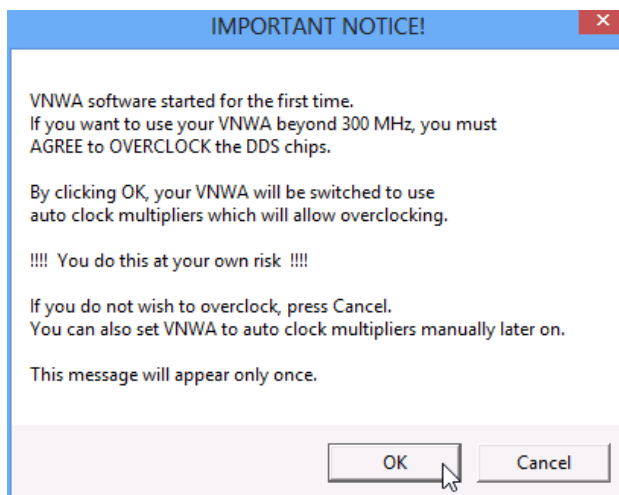 IMPORTANT NOTICE!
VNWA software started for the first time.
If you want to use your VNWA beyond 300 MHz, you must
AGREE to OVERCLOCK the DDS chips.
By clicking OK, your VNWA will be switched to use
auto clock multipliers which will allow overclocking.
!!!! You do this at your own risk !!!!
If you do not wish to overclock, press Cancel.
You can also set VNWA to auto clock multipliers manually later on.
This message will appear only once.
OK
Cancel